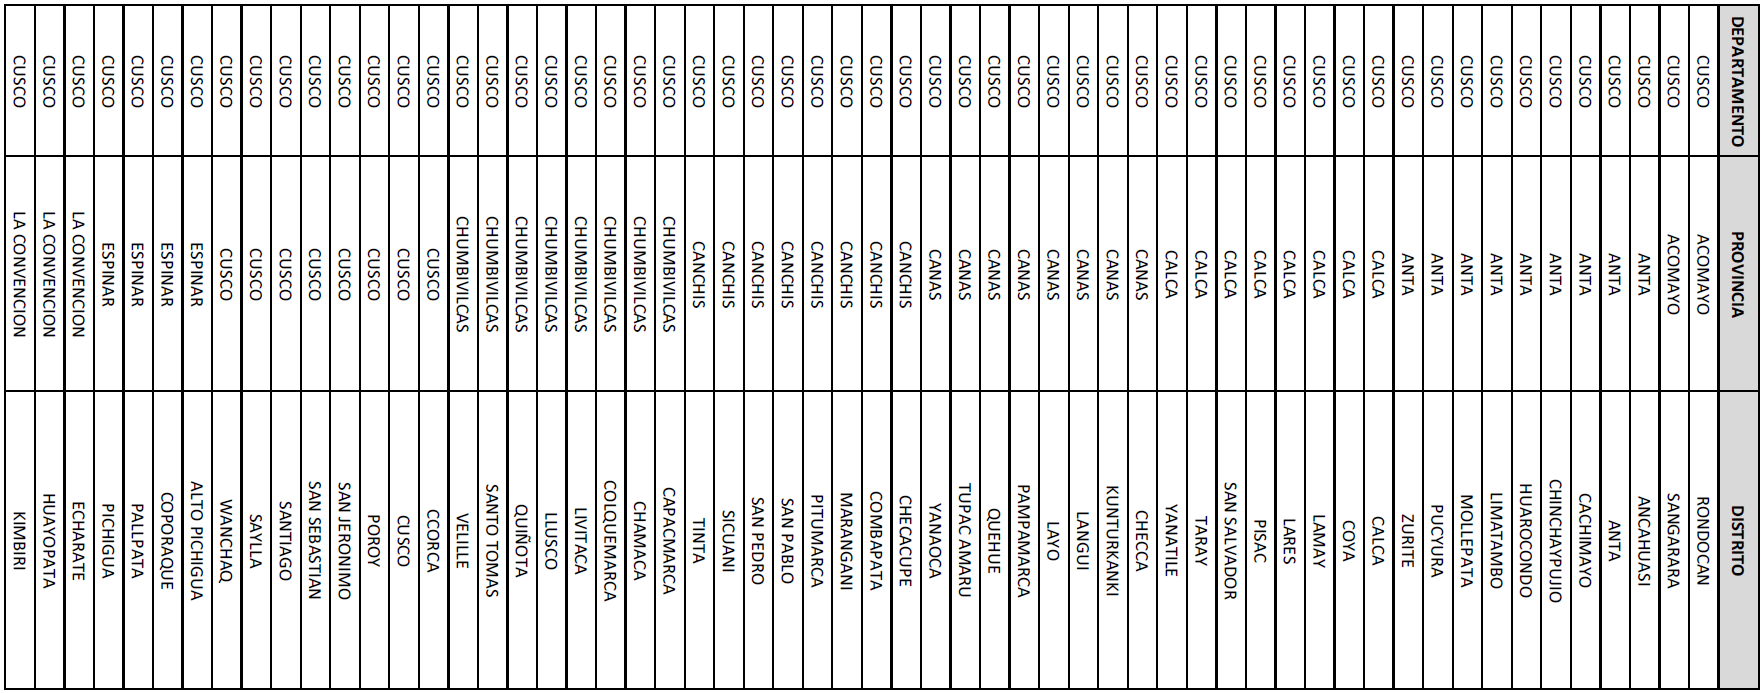 DEPARTAMENTO PROVINCIA DISTRITO
CUSCO ACOMAYO RONDOCAN
CUSCO ACOMAYO SANGARARA
CUSCO ANTA ANCAHUASI
CUSCO ANTA ANTA
CUSCO ANTA CACHIMAYO
CUSCO ANTA CHINCHAYPUJIO
CUSCO ANTA HUAROCONDO
CUSCO ANTA LIMATAMBO
CUSCO ANTA MOLLEPATA
CUSCO ANTA PUCYURA
CUSCO ANTA ZURITE
CUSCO CALCA CALCA
CUSCO CALCA COYA
CUSCO CALCA LAMAY
CUSCO CALCA LARES
CUSCO CALCA PISAC
CUSCO CALCA SAN SALVADOR
CUSCO CALCA TARAY
CUSCO CALCA YANATILE
CUSCO CANAS CHECCA
CUSCO CANAS KUNTURKANKI
CUSCO CANAS LANGUI
CUSCO CANAS LAYO
CUSCO CANAS PAMPAMARCA
CUSCO CANAS QUEHUE
CUSCO CANAS TUPAC AMARU
CUSCO CANAS YANAOCA
CUSCO CANCHIS CHECACUPE
CUSCO CANCHIS COMBAPATA
CUSCO CANCHIS MARANGANI
CUSCO CANCHIS PITUMARCA
CUSCO CANCHIS SAN PABLO
CUSCO CANCHIS SAN PEDRO
CUSCO CANCHIS SICUANI
CUSCO CANCHIS TINTA
CUSCO CHUMBIVILCAS CAPACMARCA
CUSCO CHUMBIVILCAS CHAMACA
CUSCO CHUMBIVILCAS COLQUEMARCA
CUSCO CHUMBIVILCAS LIVITACA
CUSCO CHUMBIVILCAS LLUSCO
CUSCO CHUMBIVILCAS QUIÑOTA
CUSCO CHUMBIVILCAS SANTO TOMAS
CUSCO CHUMBIVILCAS VELILLE
CUSCO CUSCO CCORCA
CUSCO CUSCO CUSCO
CUSCO CUSCO POROY
CUSCO CUSCO SAN JERONIMO
CUSCO CUSCO SAN SEBASTIAN
CUSCO CUSCO SANTIAGO
CUSCO CUSCO SAYLLA
CUSCO CUSCO WANCHAQ
CUSCO ESPINAR ALTO PICHIGUA
CUSCO ESPINAR COPORAQUE
CUSCO ESPINAR PALLPATA
CUSCO ESPINAR PICHIGUA
CUSCO LA CONVENCION ECHARATE
CUSCO LA CONVENCION HUAYOPATA
CUSCO LA CONVENCION KIMBIRI